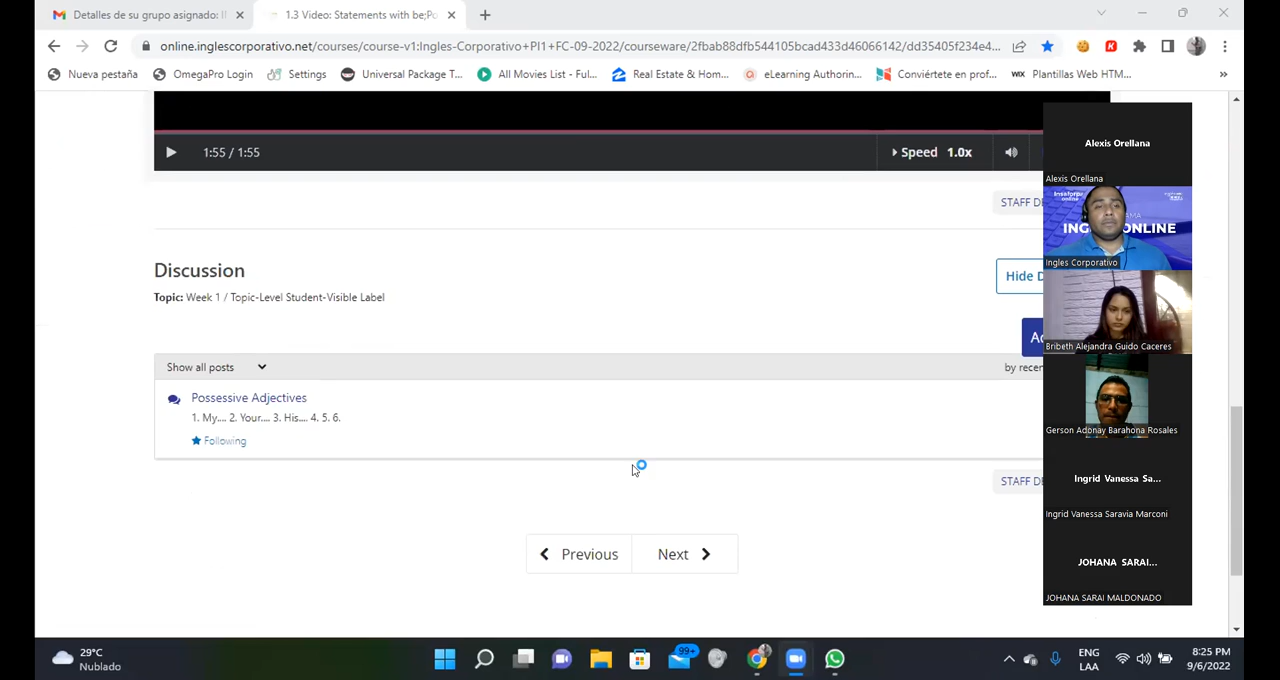 Detalles de su grupo asignado: I
1.3 Video: Statements with be;Po
online.inglescorporativo.net/courses/course-v1:Ingles-Corporativo+PI1+FC-09-2022/courseware/2fbab88dfb544105bcad433d46066142/dd35405f234e4...
Nueva pestaña
OmegaPro Login
Settings
Universal Package T...
All Movies List - Ful...
Real Estate & Hom...
eLearning Authorin...
Conviértete en prof...
WIX Plantillas Web HTM...
»
1:55 / 1:55
Speed 1.0x
STAFF DE
Discussion
Hide D
Topic: Week 1 / Topic-Level Student-Visible Label
Show all posts
by recen
Possessive Adjectives
1. My.... 2. Your.... 3. His.... 4. 5. 6.
Following
STAFF DE
Previous
Next
Alexis Orellana
Alexis Orellana
INGLES ONLINE
Ingles Corporativo
Bribeth Alejandra Guido Caceres
Gerson Adonay Barahona Rosales
Ingrid Vanessa Sa...
Ingrid Vanessa Saravia Marconi
JOHANA SARAI...
JOHANA SARAI MALDONADO
29°C
Nublado
99+
ENG
LAA
8:25 PM
9/6/2022